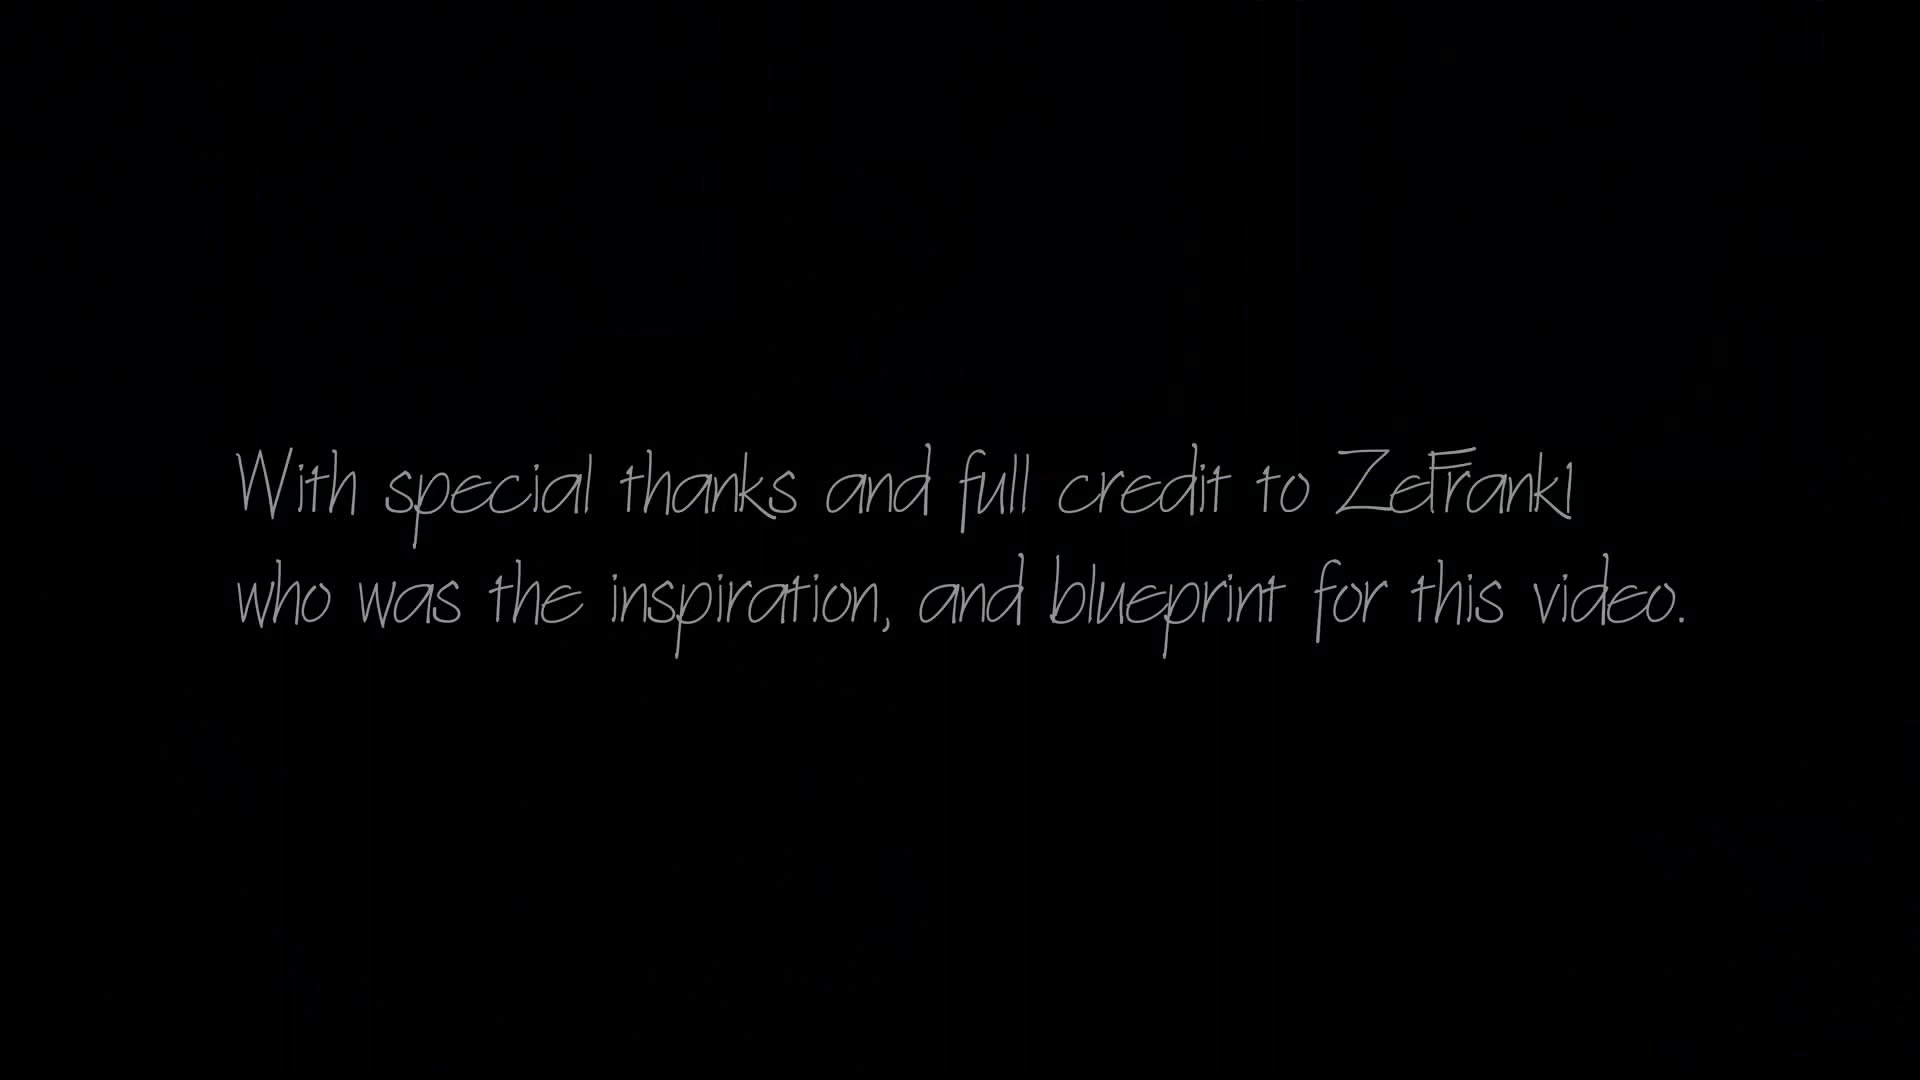 With special thanks and full credit to ZeFrank1
who was the inspiration, and blueprint for this video.